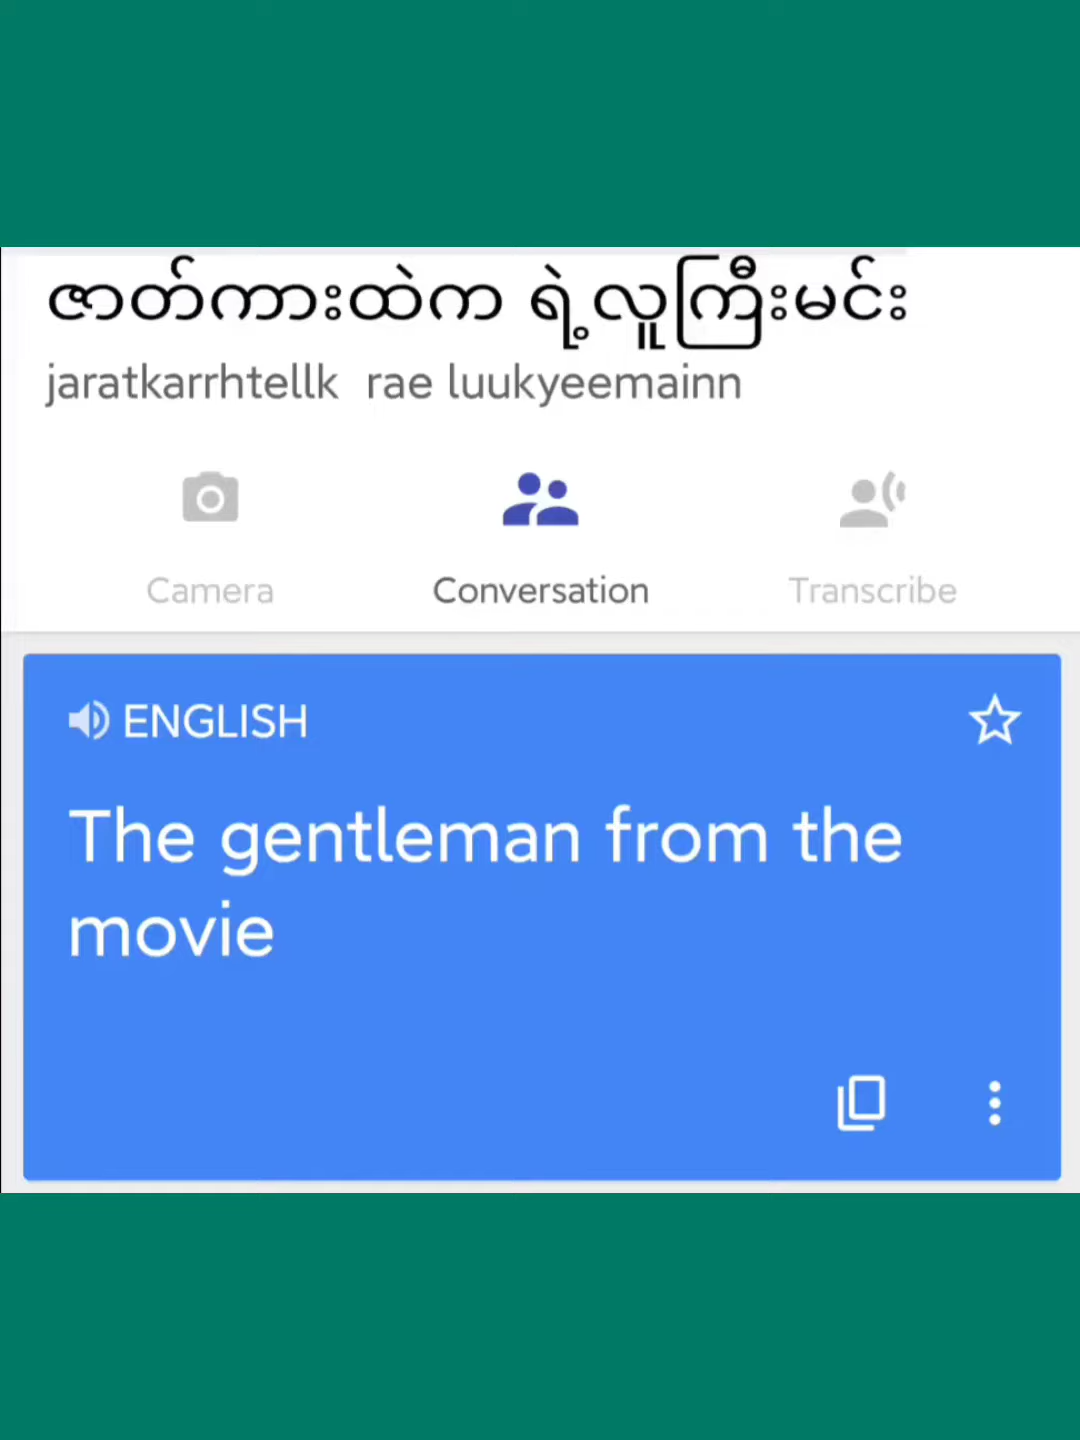 ဇာတ်ကားထဲက ရဲ့လူကြီးမင်း
jaratkarrhtellk rae luukyeemainn
Camera
Conversation
Transcribe
ENGLISH
The gentleman from the
movie